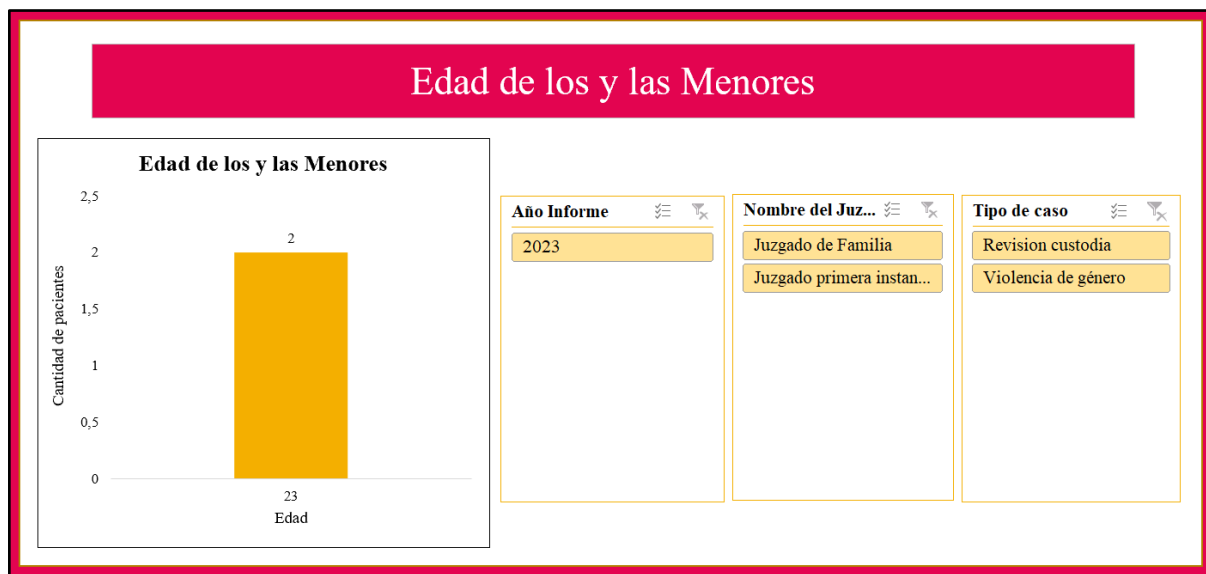 Edad de los y las Menores
Edad de los y las Menores
2,5
2
1,5
1
0,5
0
Cantidad de pacientes
2
23
Edad
Año Informe
2023
Nombre del Juz...
Juzgado de Familia
Juzgado primera instan...
Tipo de caso
Revision custodia
Violencia de género